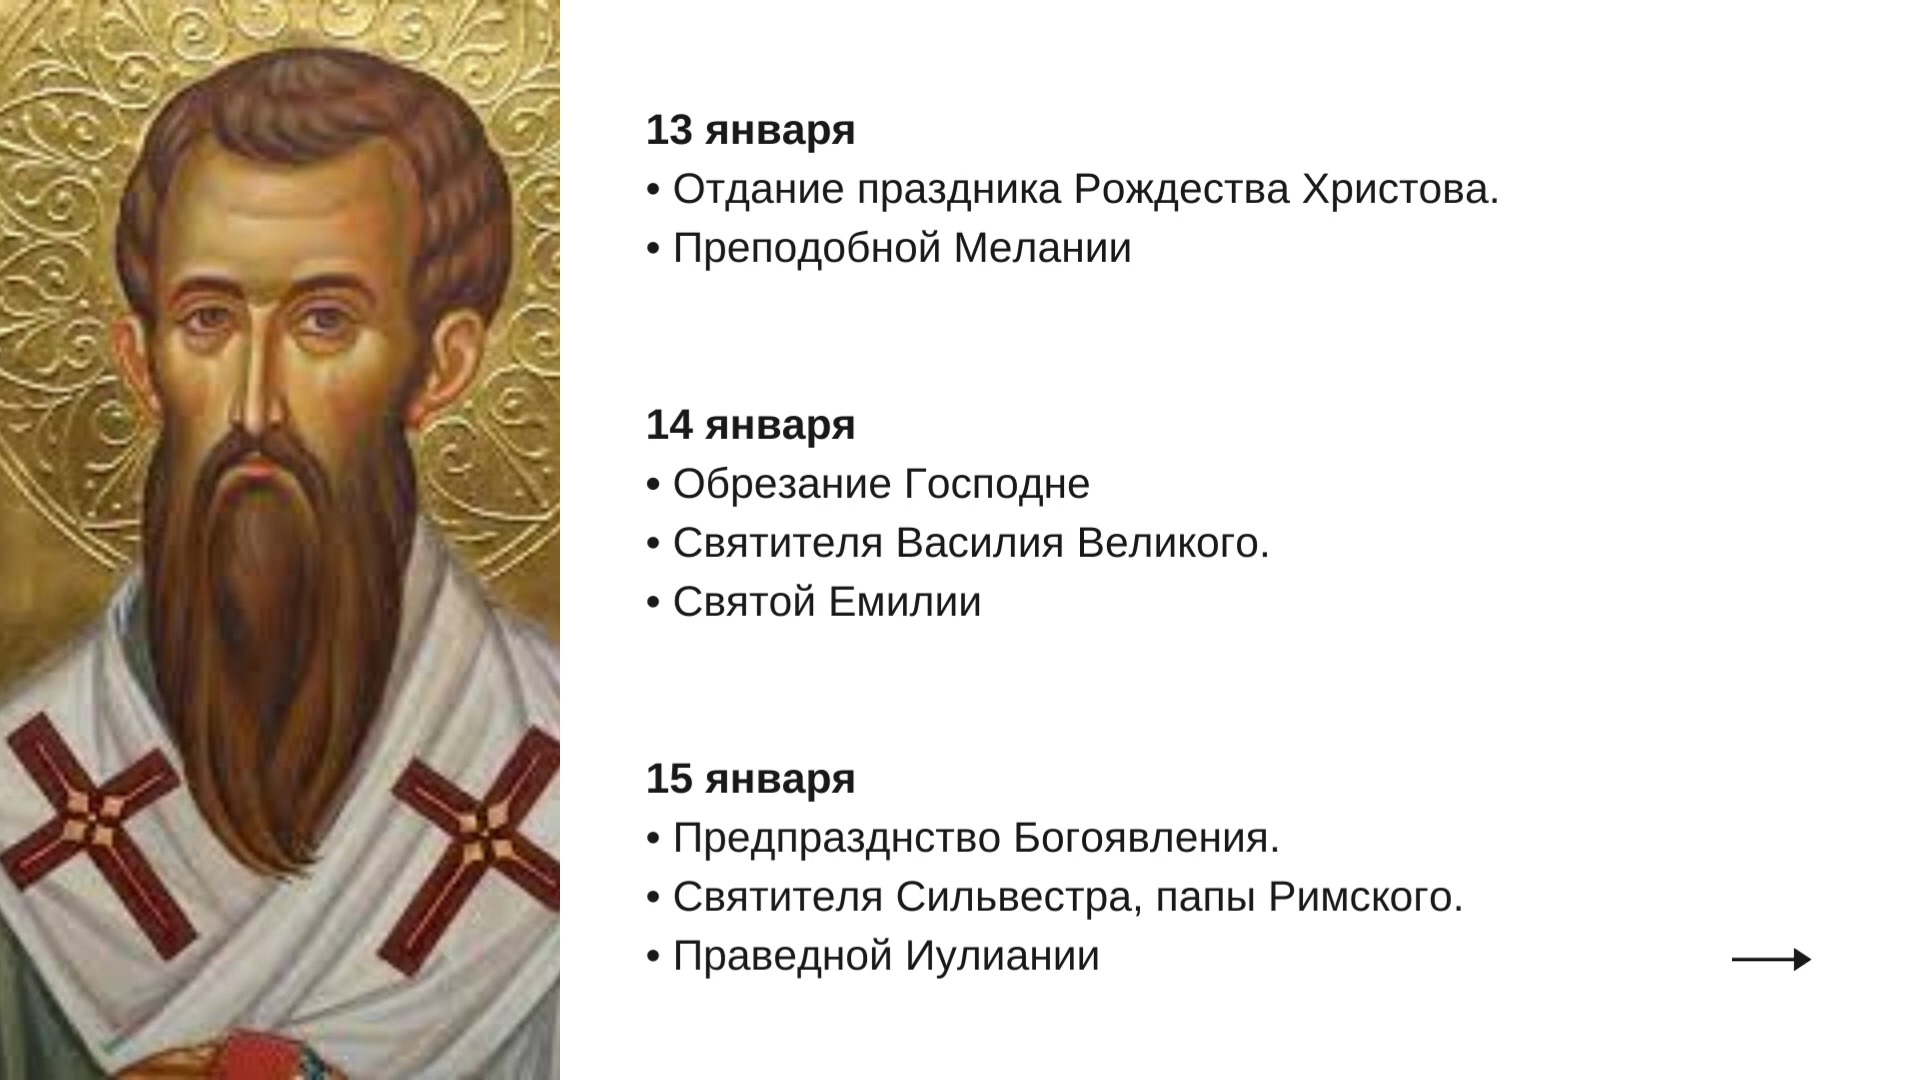 13 января
• Отдание праздника Рождества Христова.
• Преподобной Мелании
14 января
• Обрезание Господне
• Святителя Василия Великого.
• Святой Емилии
15 января
• Предпразднство Богоявления.
• Святителя Сильвестра, папы Римского.
• Праведной Иулиании